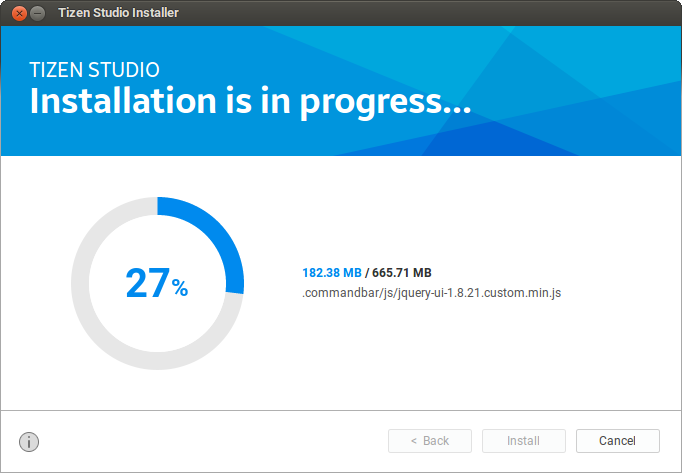 Tizen Studio Installer
TIZEN STUDIO
Installation is in progress...
27%
182.38 MB / 665.71 MB
.commandbar/js/jquery-ui-1.8.21.custom.min.js
< Back
Install
Cancel